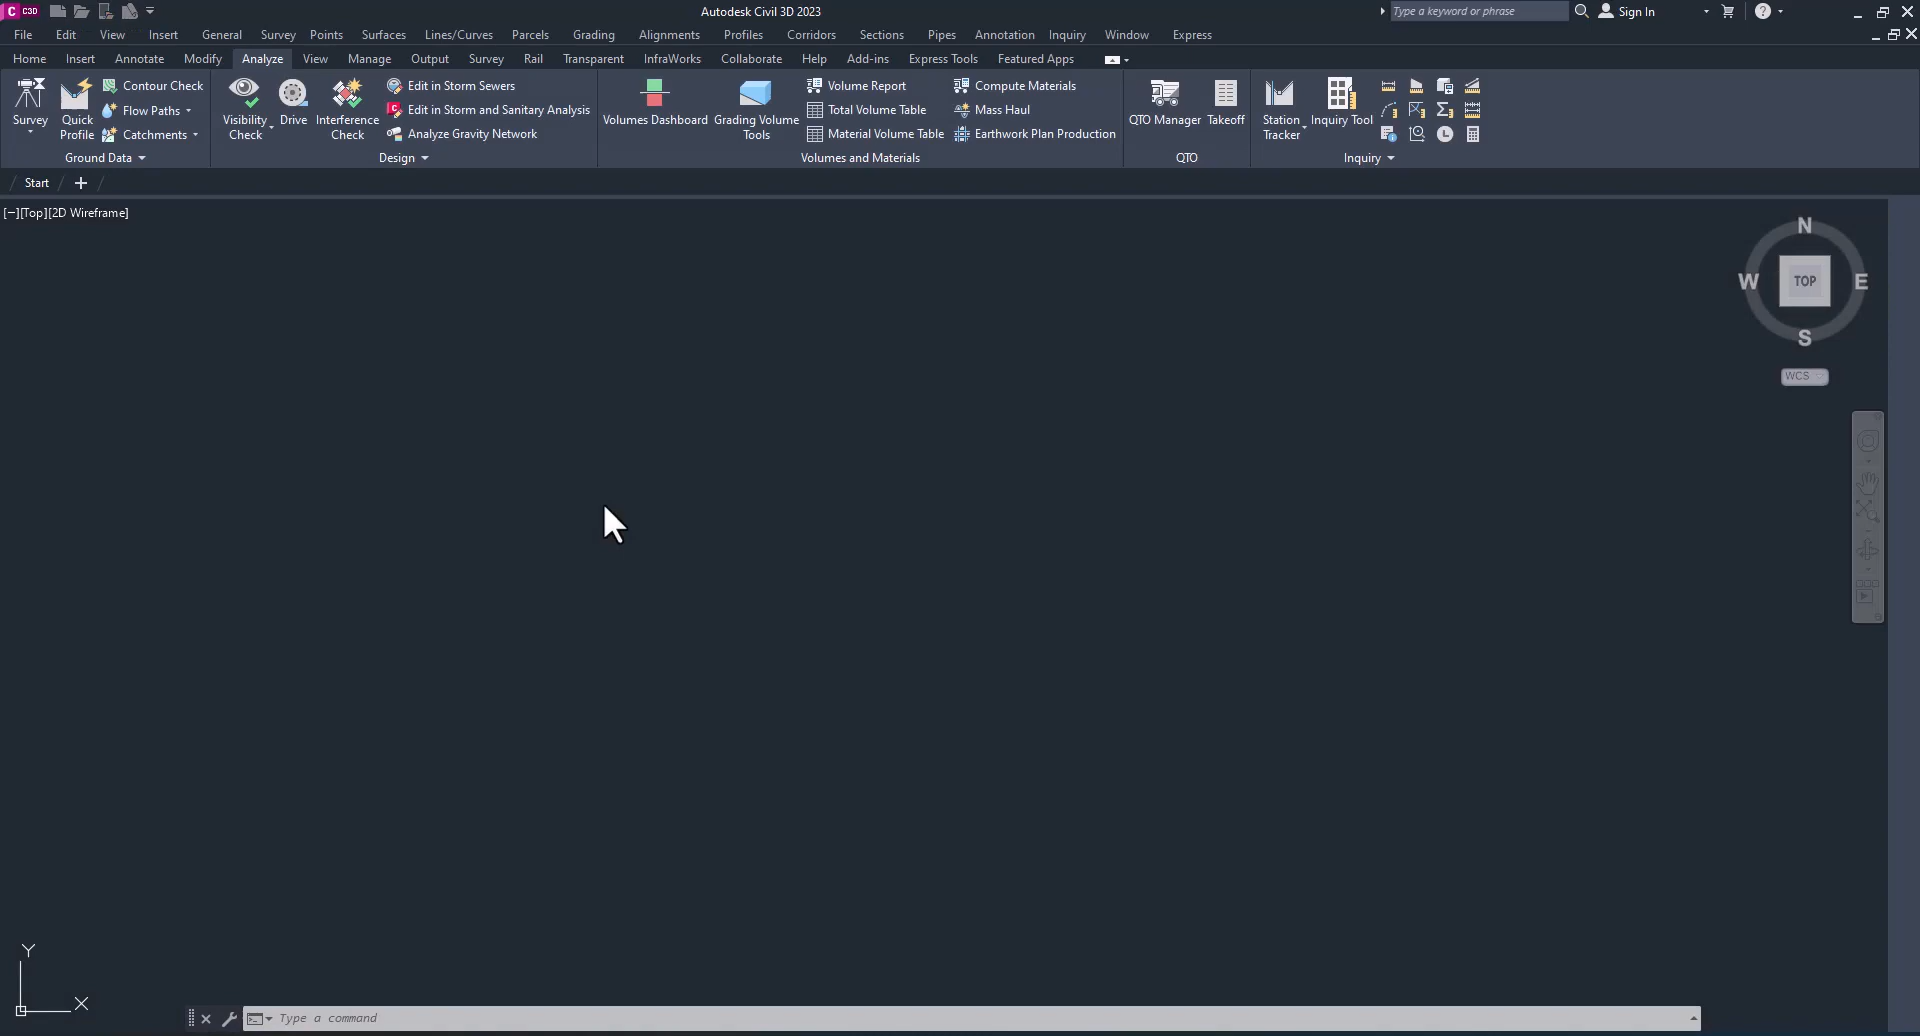 C C3D Autodesk Civil 3D 2023 Type a keyword or phrase Sign In ?
File Edit View Insert General Survey Points Surfaces Lines/Curves Parcels Grading Alignments Profiles Corridors Sections Pipes Annotation Inquiry Window Express
Home Insert Annotate Modify Analyze View Manage Output Survey Rail Transparent InfraWorks Collaborate Help Add-ins Express Tools Featured Apps
Survey
Quick
Profile
Contour Check
Flow Paths
Catchments
Ground Data
Visibility
Check
Drive
Interference
Check
Edit in Storm Sewers
Edit in Storm and Sanitary Analysis
Analyze Gravity Network
Design
Volumes Dashboard
Grading Volume
Tools
Volume Report
Total Volume Table
Material Volume Table
Compute Materials
Mass Haul
Earthwork Plan Production
Volumes and Materials
QTO Manager
Takeoff
QTO
Station
Tracker
Inquiry Tool
Inquiry
Start +
[−][Top][2D Wireframe]
N
W TOP E
S
WCS
Y
X
Type a command